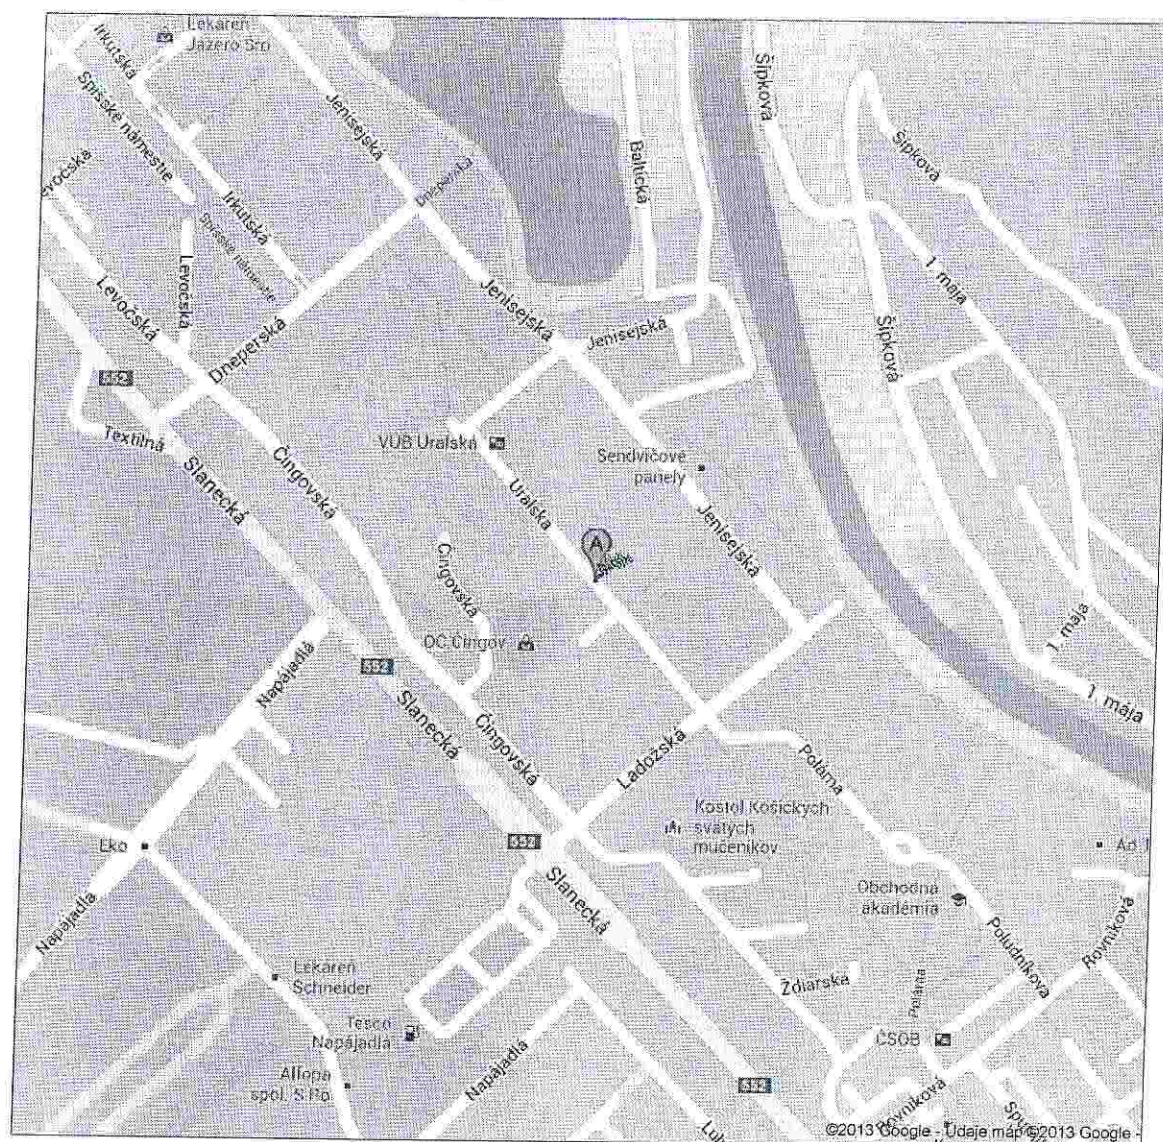 Lekáreň
Jazero Sro
Irkutská
Spišské námestie
Jenisejská
Šípková
Šípková
Baltická
Dneperská
Levočská
Irkutská
Spišské námestie
Levočská
1. mája
Levočská
Jenisejská
Jenisejská
Šípková
Dneperská
552
Textilná
VÚB Uralská
Čingovská
Sendvičové
panely
Slanecká
Uralská
Jenisejská
A
Čingovská
OC Čingov
Napájadlá
552
1. mája
1. mája
Slanecká
Čingovská
Ladožská
Polárna
Kostol Košických
svätých
mučeníkov
Eko
552
Ad
Slanecká
Obchodná
akadémia
Napájadlá
Poludníková
Rovníková
Lekáreň
Schneider
Ždiarska
Polárna
Tesco
Napájadlá
ČSOB
Napájadlá
spol. S Ro
552
Rovníková
©2013 Google - Údaje máp ©2013 Google -